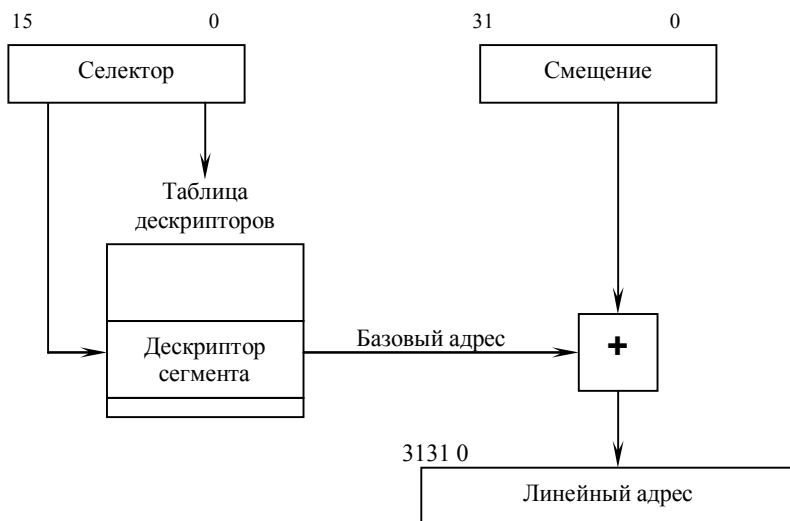 15 0 31 0
Селектор
Смещение
Таблица
дескрипторов
Дескриптор
сегмента
Базовый адрес
+
3131 0
Линейный адрес